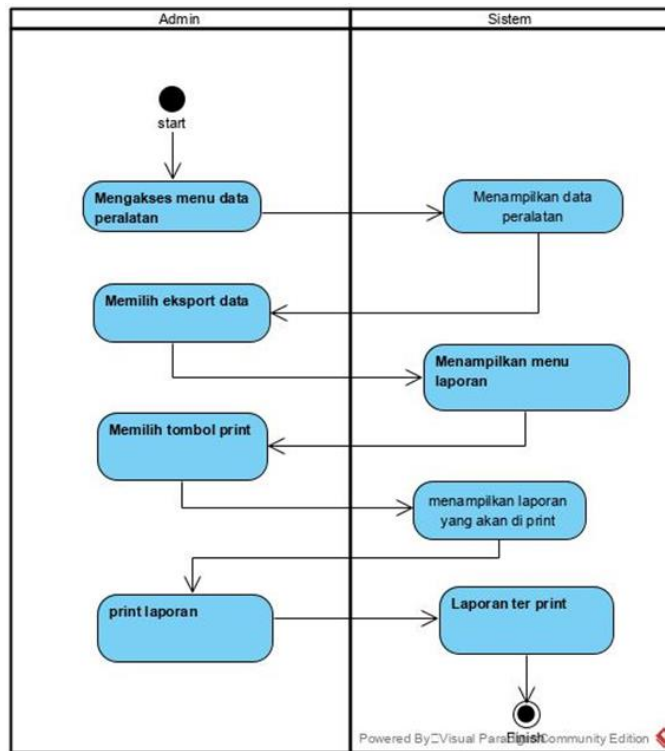 Admin
Sistem
start
Mengakses menu data
peralatan
Menampilkan data
peralatan
Memilih eksport data
Menampilkan menu
laporan
Memilih tombol print
menampilkan laporan
yang akan di print
print laporan
Laporan ter print
Finish
Powered By Visual Paradigm Community Edition